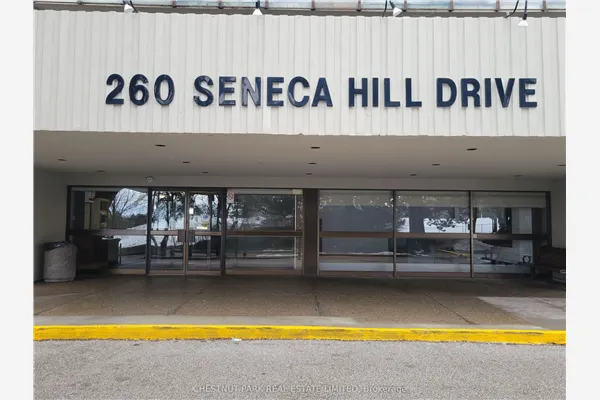 260 SENECA HILL DRIVE
CHESTNUT PARK REAL ESTATE LIMITED, Brokerage